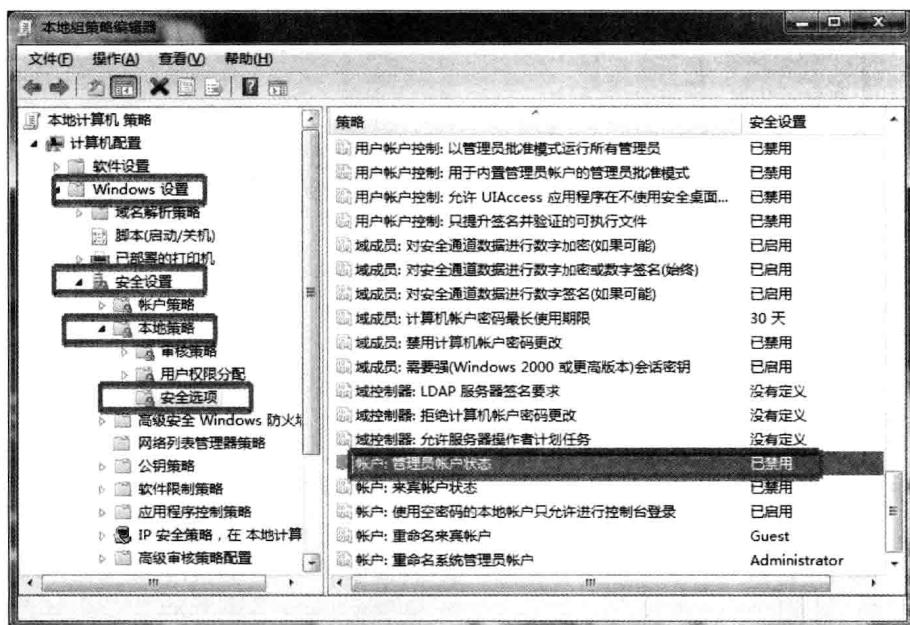 本地组策略编辑器
文件(F) 操作(A) 查看(V) 帮助(H)
本地计算机 策略
计算机配置
软件设置
Windows 设置
域名解析策略
脚本(启动/关机)
已部署的打印机
安全设置
帐户策略
本地策略
审核策略
用户权限分配
安全选项
高级安全 Windows 防火墙
网络列表管理器策略
公钥策略
软件限制策略
应用程序控制策略
IP 安全策略，在 本地计算
高级审核策略配置
策略 安全设置
用户帐户控制: 以管理员批准模式运行所有管理员 已禁用
用户帐户控制: 用于内置管理员帐户的管理员批准模式 已禁用
用户帐户控制: 允许 UIAccess 应用程序在不使用安全桌面... 已禁用
用户帐户控制: 只提升签名并验证的可执行文件 已禁用
域成员: 对安全通道数据进行数字加密(如果可能) 已启用
域成员: 对安全通道数据进行数字加密或数字签名(始终) 已启用
域成员: 对安全通道数据进行数字签名(如果可能) 已启用
域成员: 计算机帐户密码最长使用期限 30 天
域成员: 禁用计算机帐户密码更改 已禁用
域成员: 需要强(Windows 2000 或更高版本)会话密钥 已启用
域控制器: LDAP 服务器签名要求 没有定义
域控制器: 拒绝计算机帐户密码更改 没有定义
域控制器: 允许服务器操作者计划任务 没有定义
帐户: 管理员帐户状态 已禁用
帐户: 来宾帐户状态 已禁用
帐户: 使用空密码的本地帐户只允许进行控制台登录 已启用
帐户: 重命名来宾帐户 Guest
帐户: 重命名系统管理员帐户 Administrator